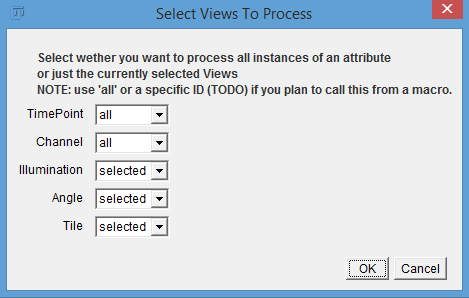 Select Views To Process
Select wether you want to process all instances of an attribute
or just the currently selected Views
NOTE: use 'all' or a specific ID (TODO) if you plan to call this from a macro.
TimePoint all
Channel all
Illumination selected
Angle selected
Tile selected
OK Cancel